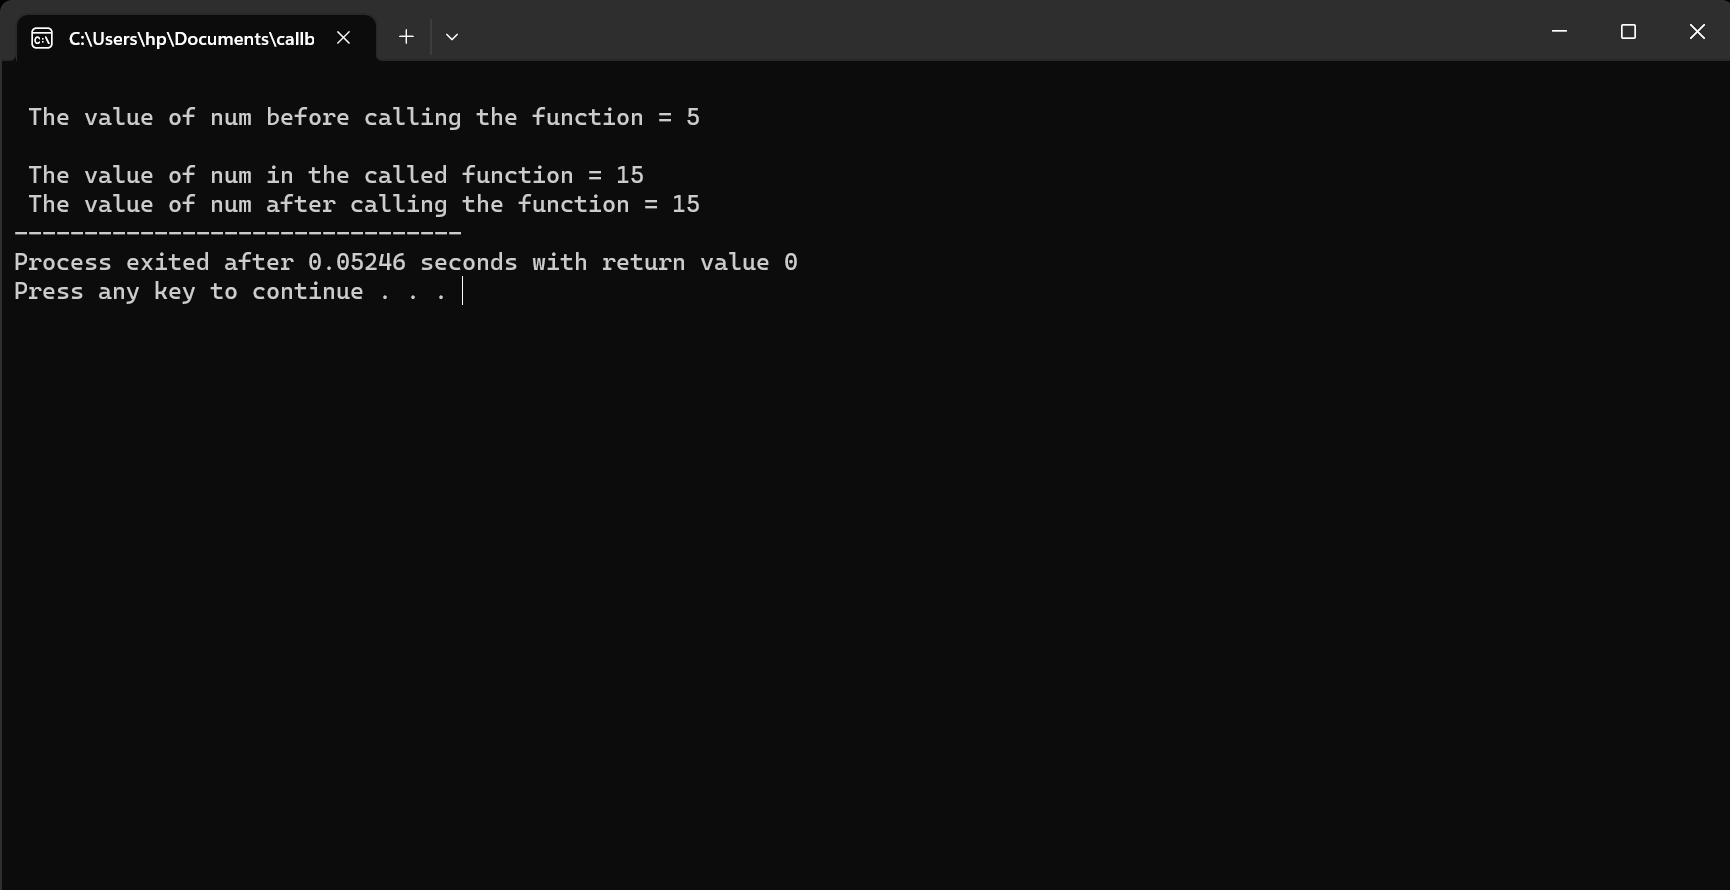 C:\Users\hp\Documents\callb
The value of num before calling the function = 5
The value of num in the called function = 15
The value of num after calling the function = 15
--------------------------------
Process exited after 0.05246 seconds with return value 0
Press any key to continue . . .